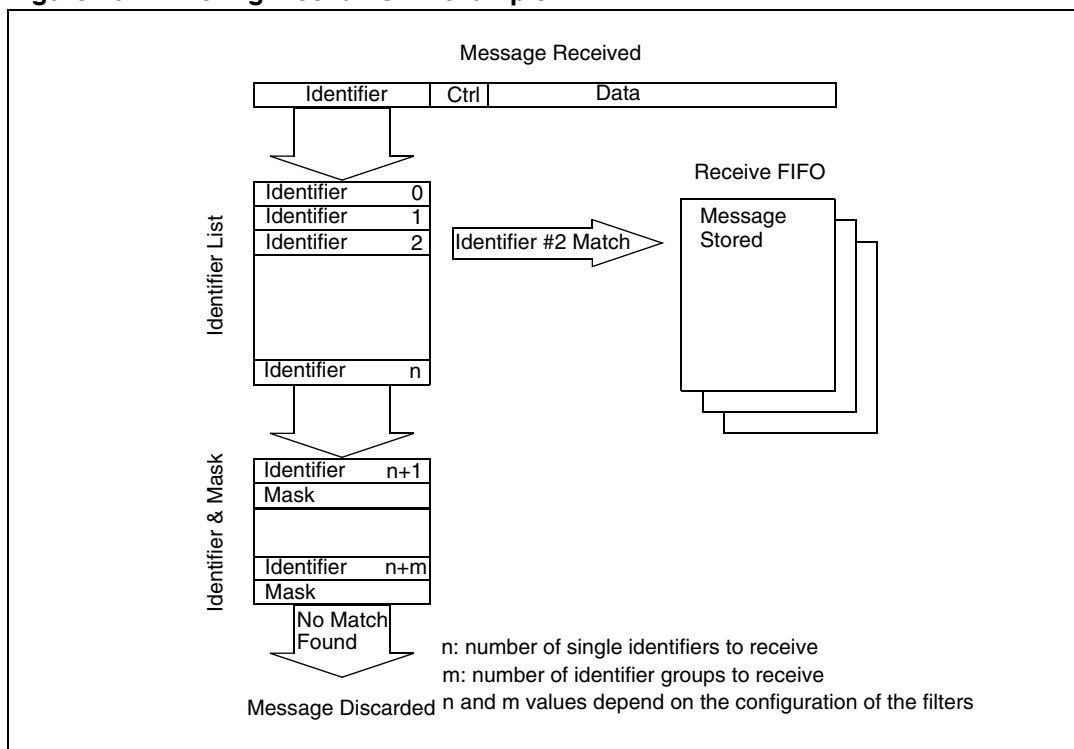 Message Received
Identifier Ctrl Data
Identifier 0
Identifier 1
Identifier 2
Identifier n
Identifier List
Identifier #2 Match
Receive FIFO
Message
Stored
Identifier n+1
Mask
Identifier n+m
Mask
Identifier & Mask
No Match
Found
Message Discarded
n: number of single identifiers to receive
m: number of identifier groups to receive
n and m values depend on the configuration of the filters